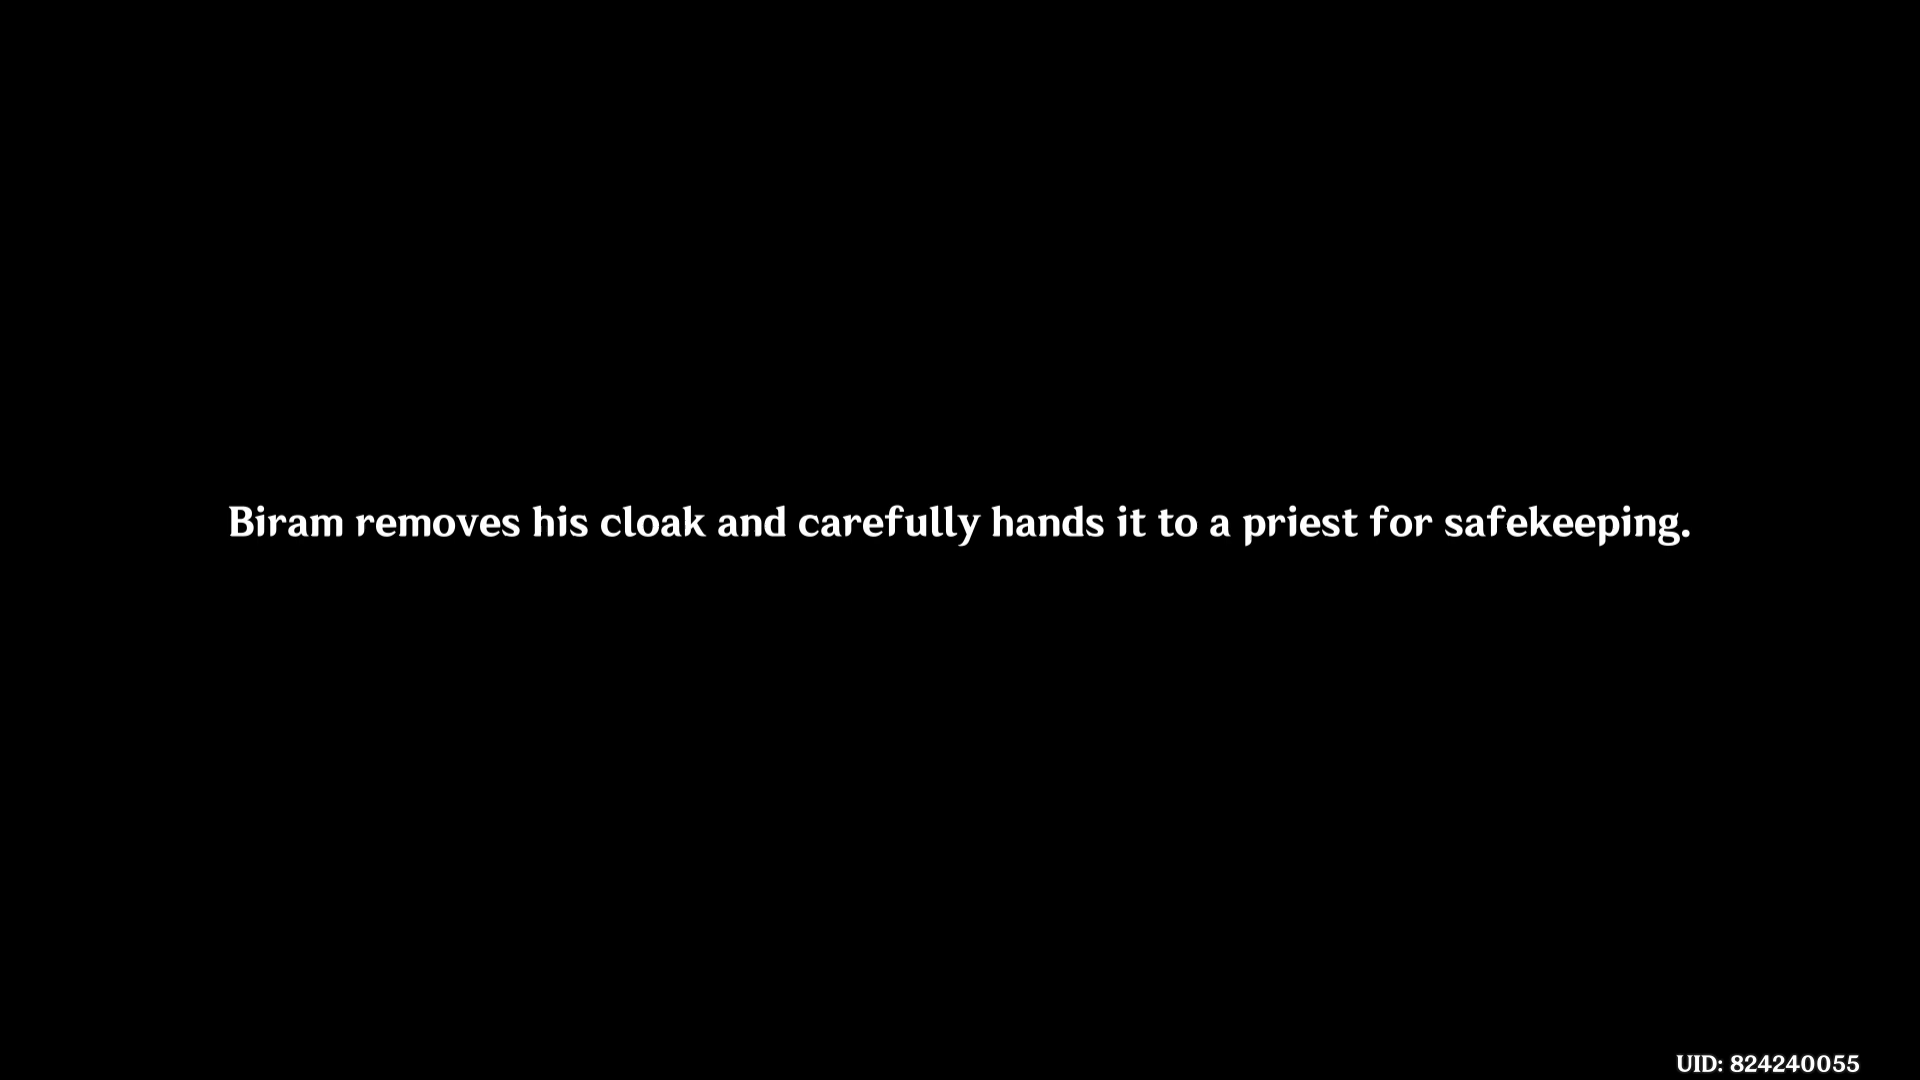 Biram removes his cloak and carefully hands it to a priest for safekeeping.
UID: 824240055